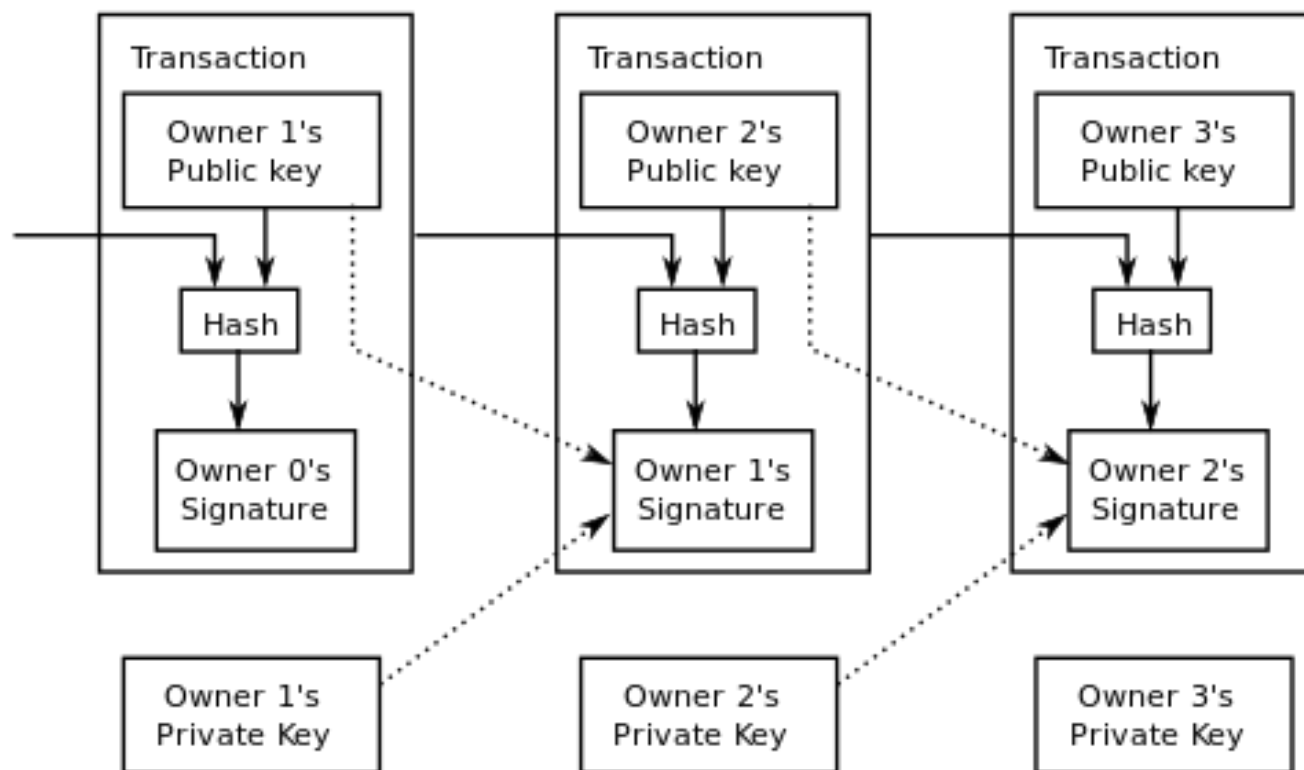 Transaction
Owner 1's
Public key
Hash
Owner 0's
Signature
Owner 1's
Private Key
Transaction
Owner 2's
Public key
Hash
Owner 1's
Signature
Owner 2's
Private Key
Transaction
Owner 3's
Public key
Hash
Owner 2's
Signature
Owner 3's
Private Key